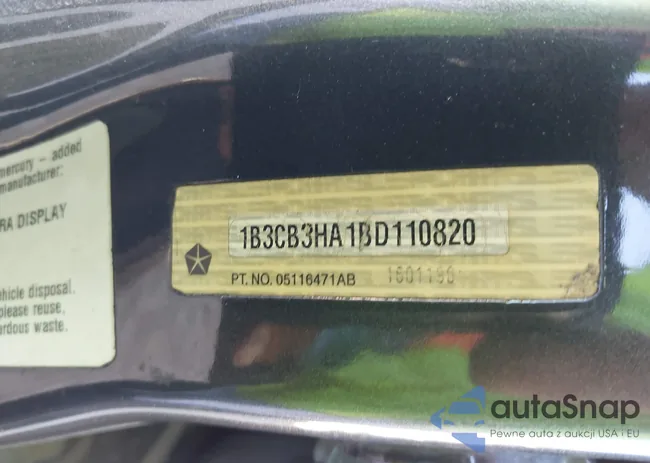 mercury – added
manufacturer:
RA DISPLAY
hicle disposal.
please reuse,
ardous waste.
1B3CB3HA1BD110820
PT. NO. 05116471AB
autaSnap
Pewne auta z aukcji USA i EU